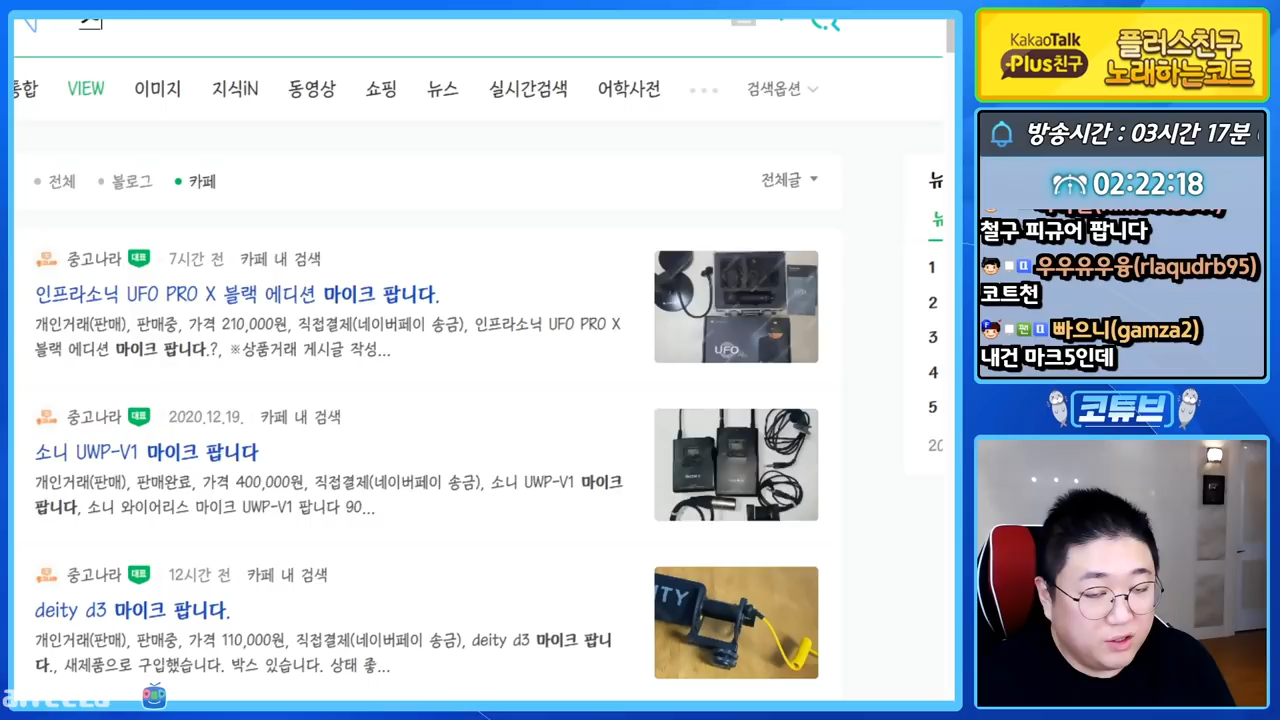 통합 VIEW 이미지 지식iN 동영상 쇼핑 뉴스 실시간검색 어학사전 검색옵션
전체 블로그 카페 전체글
중고나라 대표 7시간 전 카페 내 검색
인프라소닉 UFO PRO X 블랙 에디션 마이크 팝니다.
개인거래(판매), 판매중, 가격 210,000원, 직접결제(네이버페이 송금), 인프라소닉 UFO PRO X
블랙 에디션 마이크 팝니다.?, ※상품거래 게시글 작성...
UFO
중고나라 대표 2020.12.19. 카페 내 검색
소니 UWP-V1 마이크 팝니다
개인거래(판매), 판매완료, 가격 400,000원, 직접결제(네이버페이 송금), 소니 UWP-V1 마이크
팝니다, 소니 와이어리스 마이크 UWP-V1 팝니다 90...
중고나라 대표 12시간 전 카페 내 검색
deity d3 마이크 팝니다.
개인거래(판매), 판매중, 가격 110,000원, 직접결제(네이버페이 송금), deity d3 마이크 팝니
다., 새제품으로 구입했습니다. 박스 있습니다. 상태 좋...
뉴
1
2
3
4
5
KakaoTalk
Plus친구
플러스친구
노래하는코트
방송시간 : 03시간 17분
02:22:18
철구 피규어 팝니다
우우유우융(rlaqudrb95)
코트천
빠으니(gamza2)
내건 마크5인데
코튜브